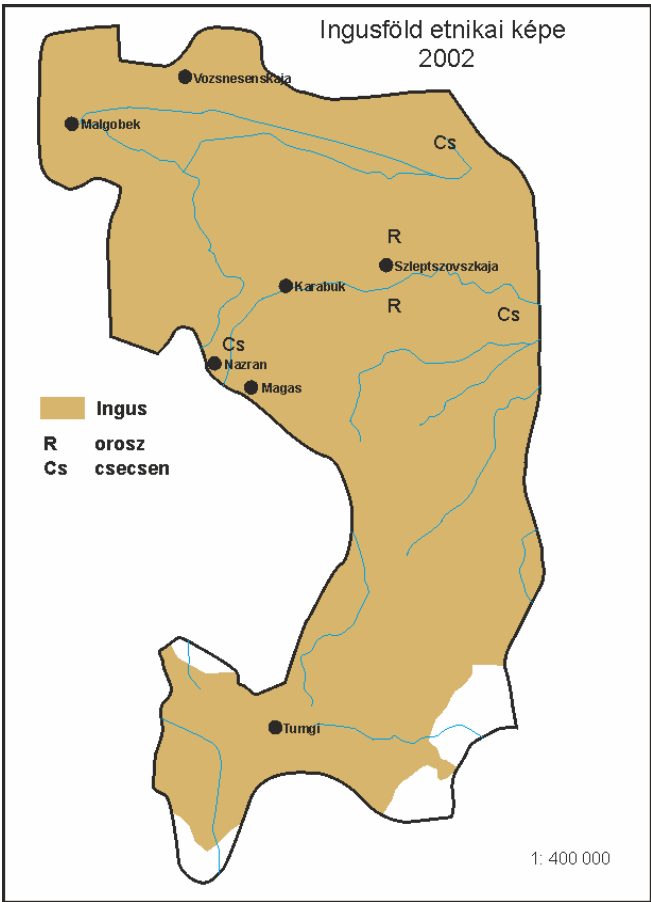 Ingusföld etnikai képe
2002
Vozsnesenskaja
Malgobek
Cs
R
Szleptszovszkaja
Karabuk
R
Cs
Cs
Nazran
Magas
Ingus
R orosz
Cs csecsen
Tumgi
1: 400 000